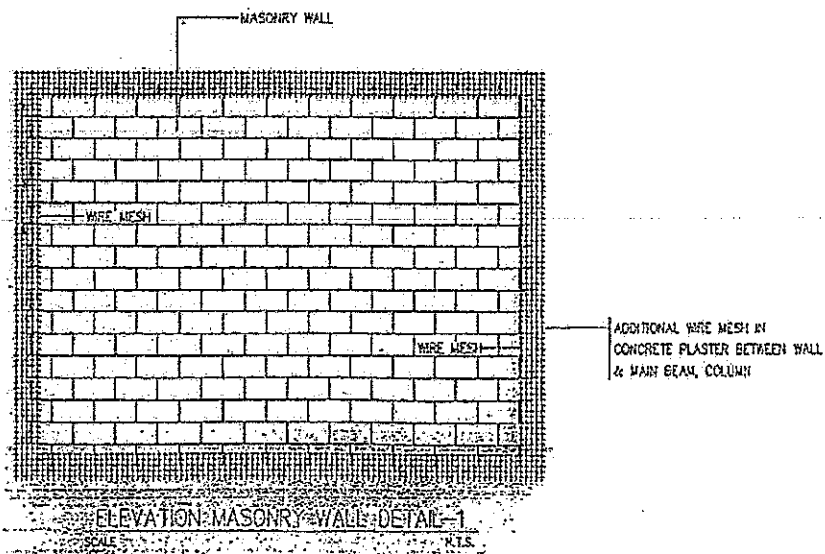 MASONRY WALL
WIRE MESH
WIRE MESH
ADDITIONAL WIRE MESH IN
CONCRETE PLASTER BETWEEN WALL
& MAIN BEAM, COLUMN
ELEVATION MASONRY WALL DETAIL-1
SCALE N.T.S.